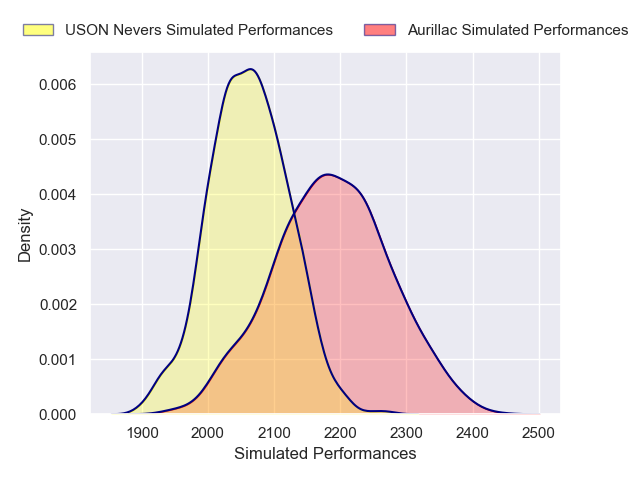 USON Nevers Simulated Performances
Aurillac Simulated Performances
0.006
0.005
0.004
0.003
0.002
0.001
0.000
Density
1900 2000 2100 2200 2300 2400 2500
Simulated Performances